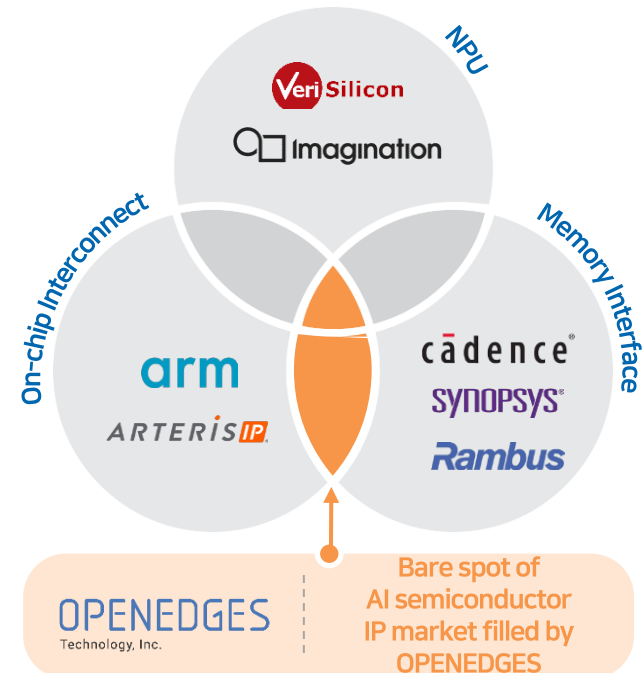 NPU
VeriSilicon
Imagination
On-chip Interconnect
Memory Interface
arm
ARTERIS IP
cādence®
SYNOPSYS®
Rambus
OPENEDGES
Technology, Inc.
Bare spot of
AI semiconductor
IP market filled by
OPENEDGES